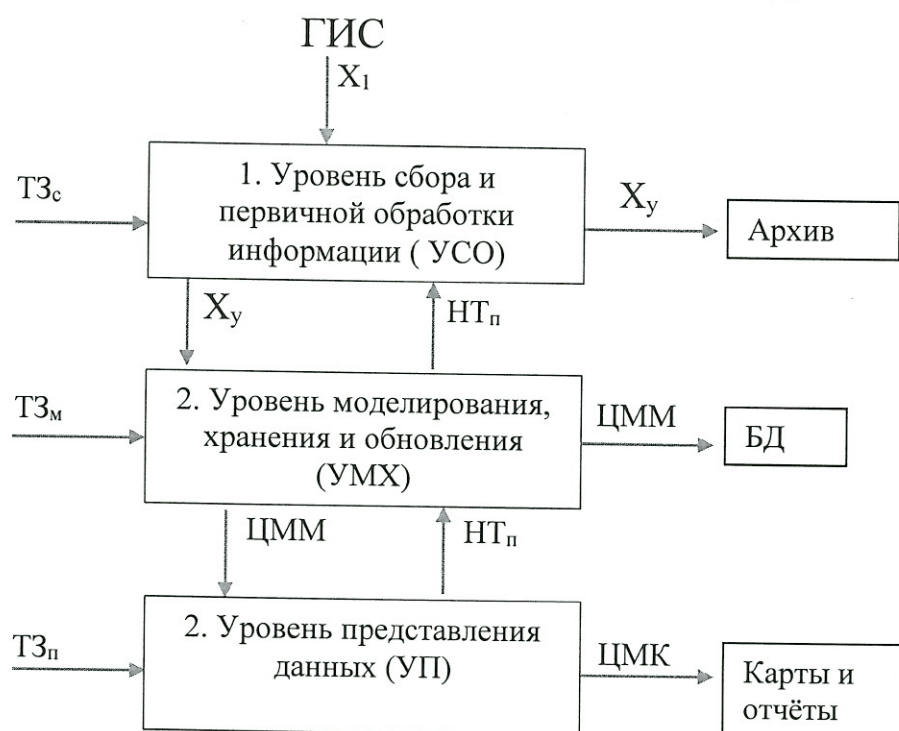 ГИС
X₁
ТЗс
1. Уровень сбора и
первичной обработки
информации ( УСО)
Xу
Архив
Xу
НТп
ТЗм
2. Уровень моделирования,
хранения и обновления
(УМХ)
ЦММ
БД
ЦММ
НТп
ТЗп
2. Уровень представления
данных (УП)
ЦМК
Карты и
отчёты